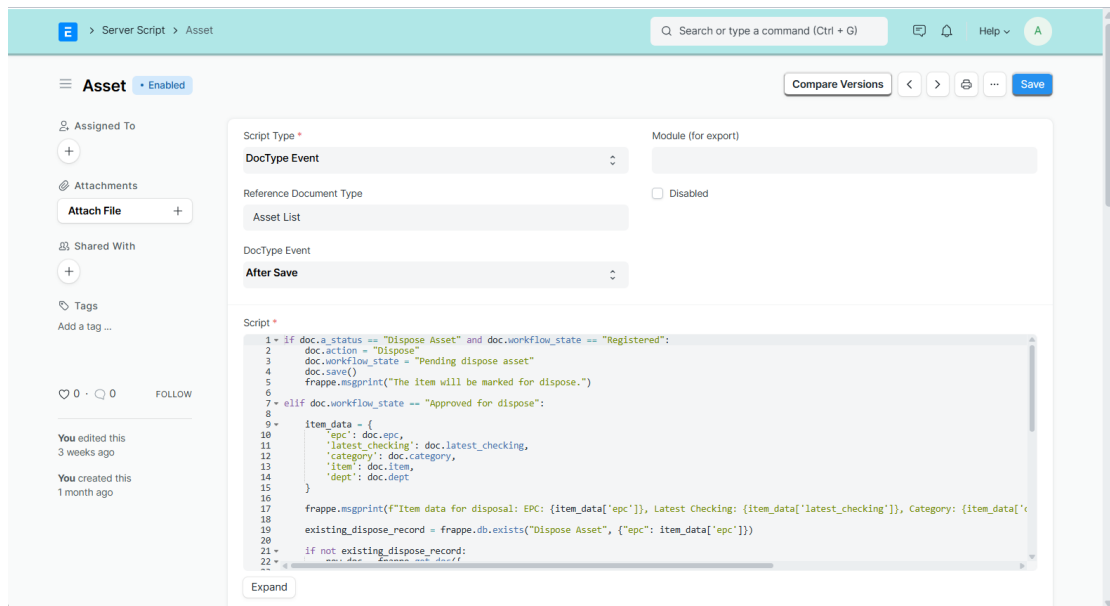 E
Server Script
Asset
Search or type a command (Ctrl + G)
Help
A
Asset
• Enabled
Compare Versions
...
Save
Assigned To
Attachments
Attach File
Shared With
Tags
Add a tag ...
0 · 0
FOLLOW
You edited this
3 weeks ago
You created this
1 month ago
Script Type *
DocType Event
Module (for export)
Reference Document Type
Asset List
Disabled
DocType Event
After Save
Script *
1 if doc.a_status == "Dispose Asset" and doc.workflow_state == "Registered":
2 doc.action = "Dispose"
3 doc.workflow_state = "Pending dispose asset"
4 doc.save()
5 frappe.msgprint("The item will be marked for dispose.")
6
7 elif doc.workflow_state == "Approved for dispose":
8
9 item_data = {
10 'epc': doc.epc,
11 'latest_checking': doc.latest_checking,
12 'category': doc.category,
13 'item': doc.item,
14 'dept': doc.dept
15 }
16
17 frappe.msgprint(f"Item data for disposal: EPC: {item_data['epc']}, Latest Checking: {item_data['latest_checking']}, Category: {item_data['c
18
19 existing_dispose_record = frappe.db.exists("Dispose Asset", {"epc": item_data['epc']})
20
21 if not existing_dispose_record:
22 new_doc = frappe.get_doc({
Expand